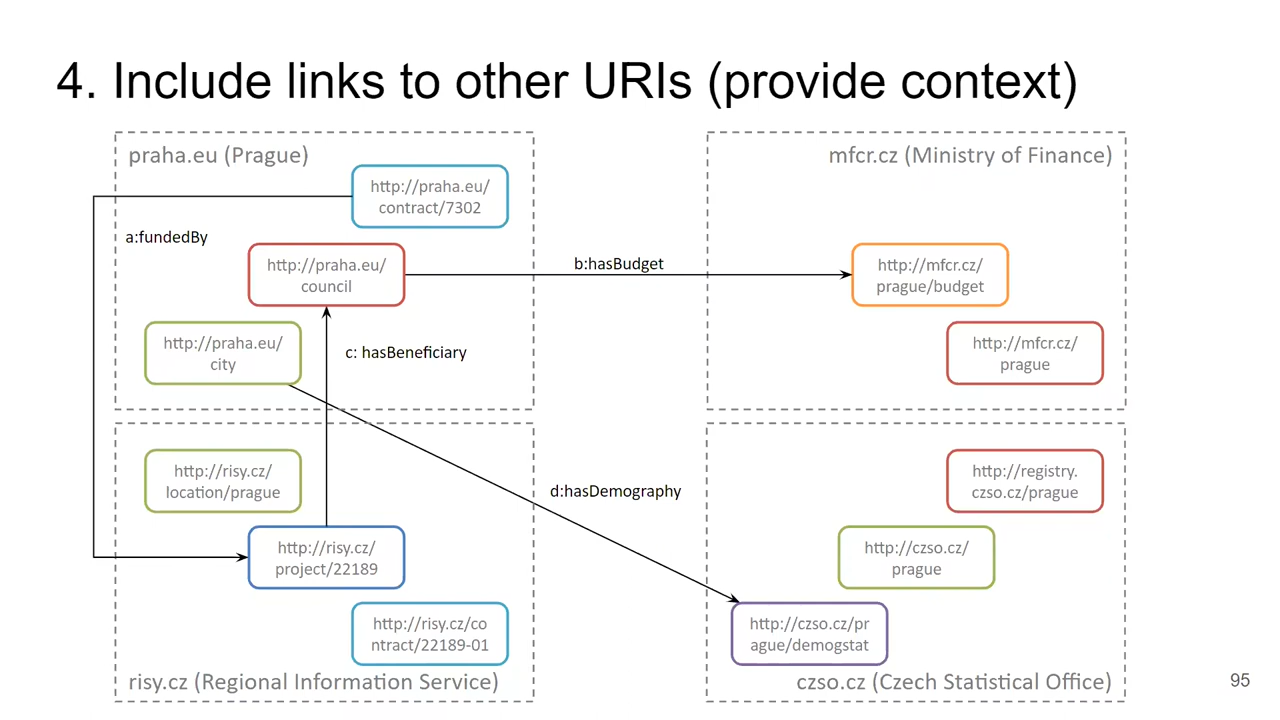 4. Include links to other URIs (provide context)
praha.eu (Prague)
http://praha.eu/
contract/7302
a:fundedBy
http://praha.eu/
council
http://praha.eu/
city
c: hasBeneficiary
b:hasBudget
mfcr.cz (Ministry of Finance)
http://mfcr.cz/
prague/budget
http://mfcr.cz/
prague
http://risy.cz/
location/prague
http://risy.cz/
project/22189
http://risy.cz/co
ntract/22189-01
risy.cz (Regional Information Service)
d:hasDemography
http://registry.
czso.cz/prague
http://czso.cz/
prague
http://czso.cz/pr
ague/demogstat
czso.cz (Czech Statistical Office)
95